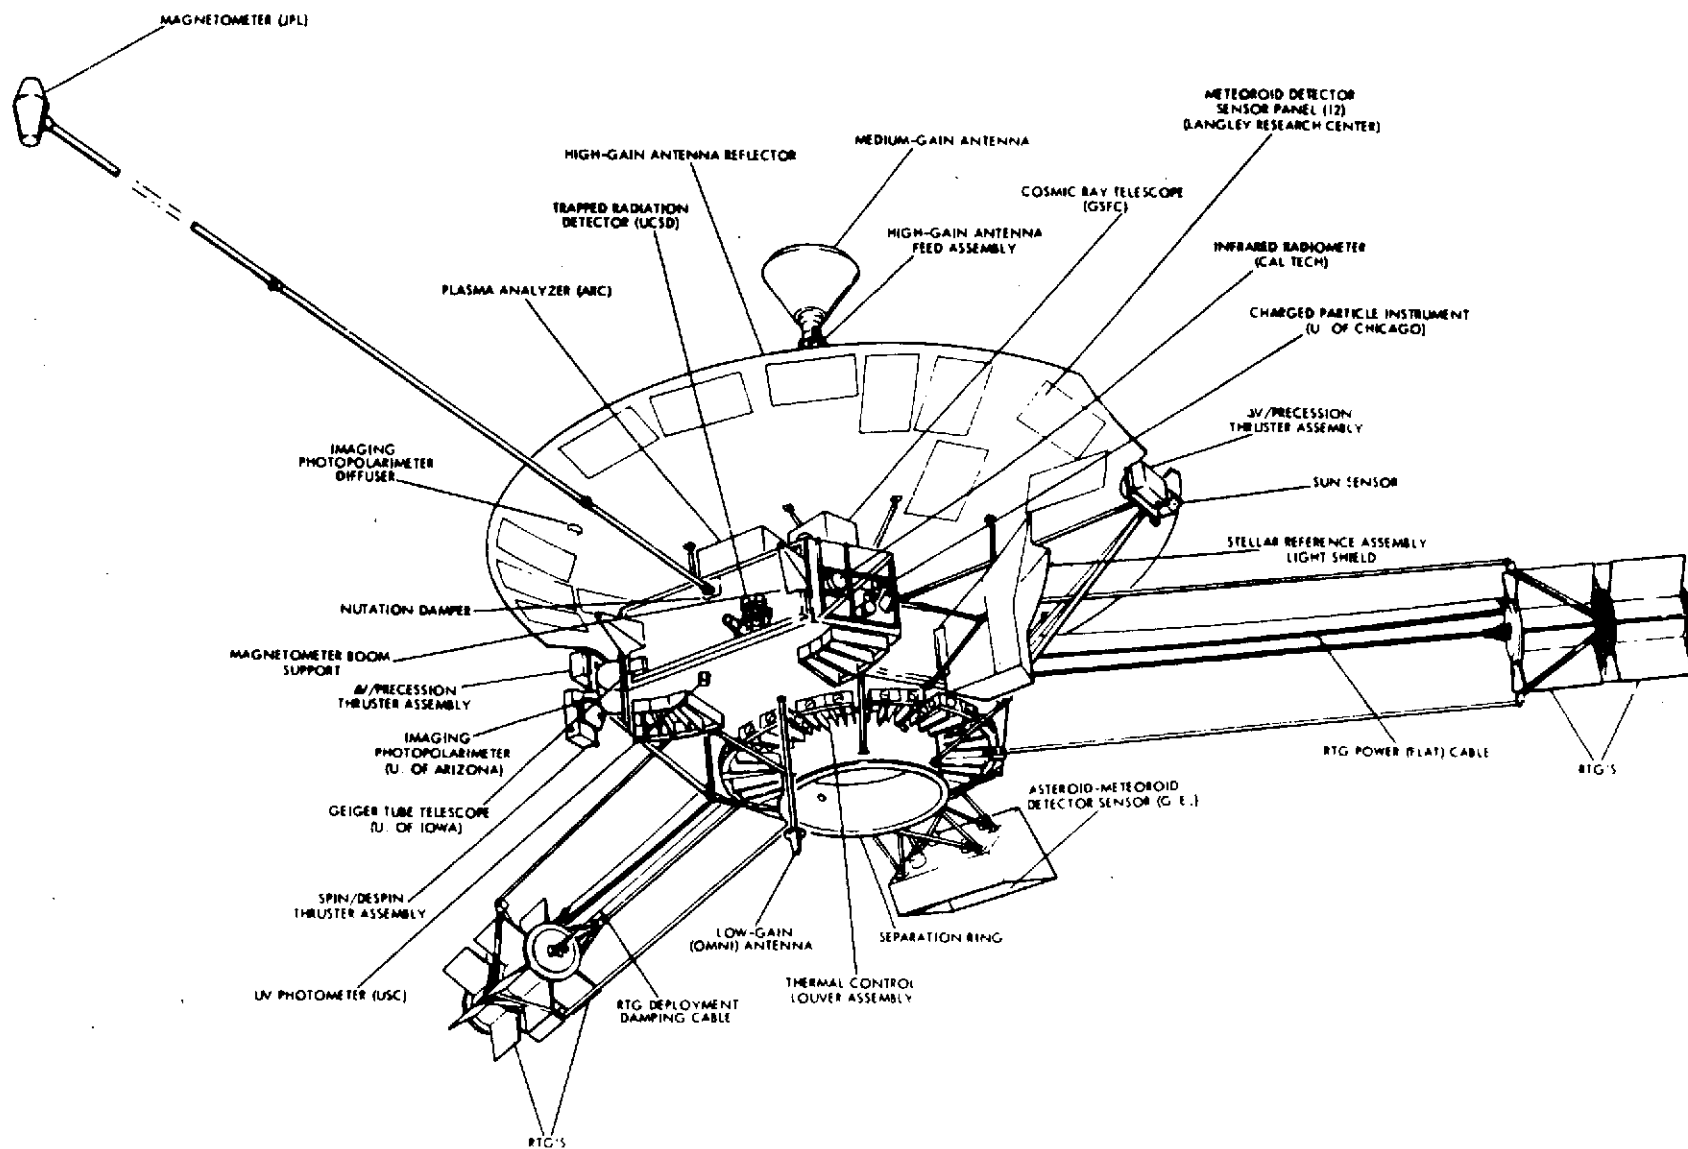 MAGNETOMETER (JPL)
METEOROID DETECTOR
SENSOR PANEL (12)
(LANGLEY RESEARCH CENTER)
MEDIUM-GAIN ANTENNA
HIGH-GAIN ANTENNA REFLECTOR
COSMIC RAY TELESCOPE
(GSFC)
TRAPPED RADIATION
DETECTOR (UCSD)
HIGH-GAIN ANTENNA
FEED ASSEMBLY
INFRARED RADIOMETER
(CAL TECH)
PLASMA ANALYZER (ARC)
CHARGED PARTICLE INSTRUMENT
(U. OF CHICAGO)
ΔV/PRECESSION
THRUSTER ASSEMBLY
IMAGING
PHOTOPOLARIMETER
DIFFUSER
SUN SENSOR
STELLAR REFERENCE ASSEMBLY
LIGHT SHIELD
NUTATION DAMPER
MAGNETOMETER BOOM
SUPPORT
ΔV/PRECESSION
THRUSTER ASSEMBLY
IMAGING
PHOTOPOLARIMETER
(U. OF ARIZONA)
RTG POWER (FLAT) CABLE
RTG'S
ASTEROID-METEOROID
DETECTOR SENSOR (G.E.)
GEIGER TUBE TELESCOPE
(U. OF IOWA)
SPIN/DESPIN
THRUSTER ASSEMBLY
LOW-GAIN
(OMNI) ANTENNA
SEPARATION RING
UV PHOTOMETER (USC)
RTG DEPLOYMENT
DAMPING CABLE
THERMAL CONTROL
LOUVER ASSEMBLY
RTG'S